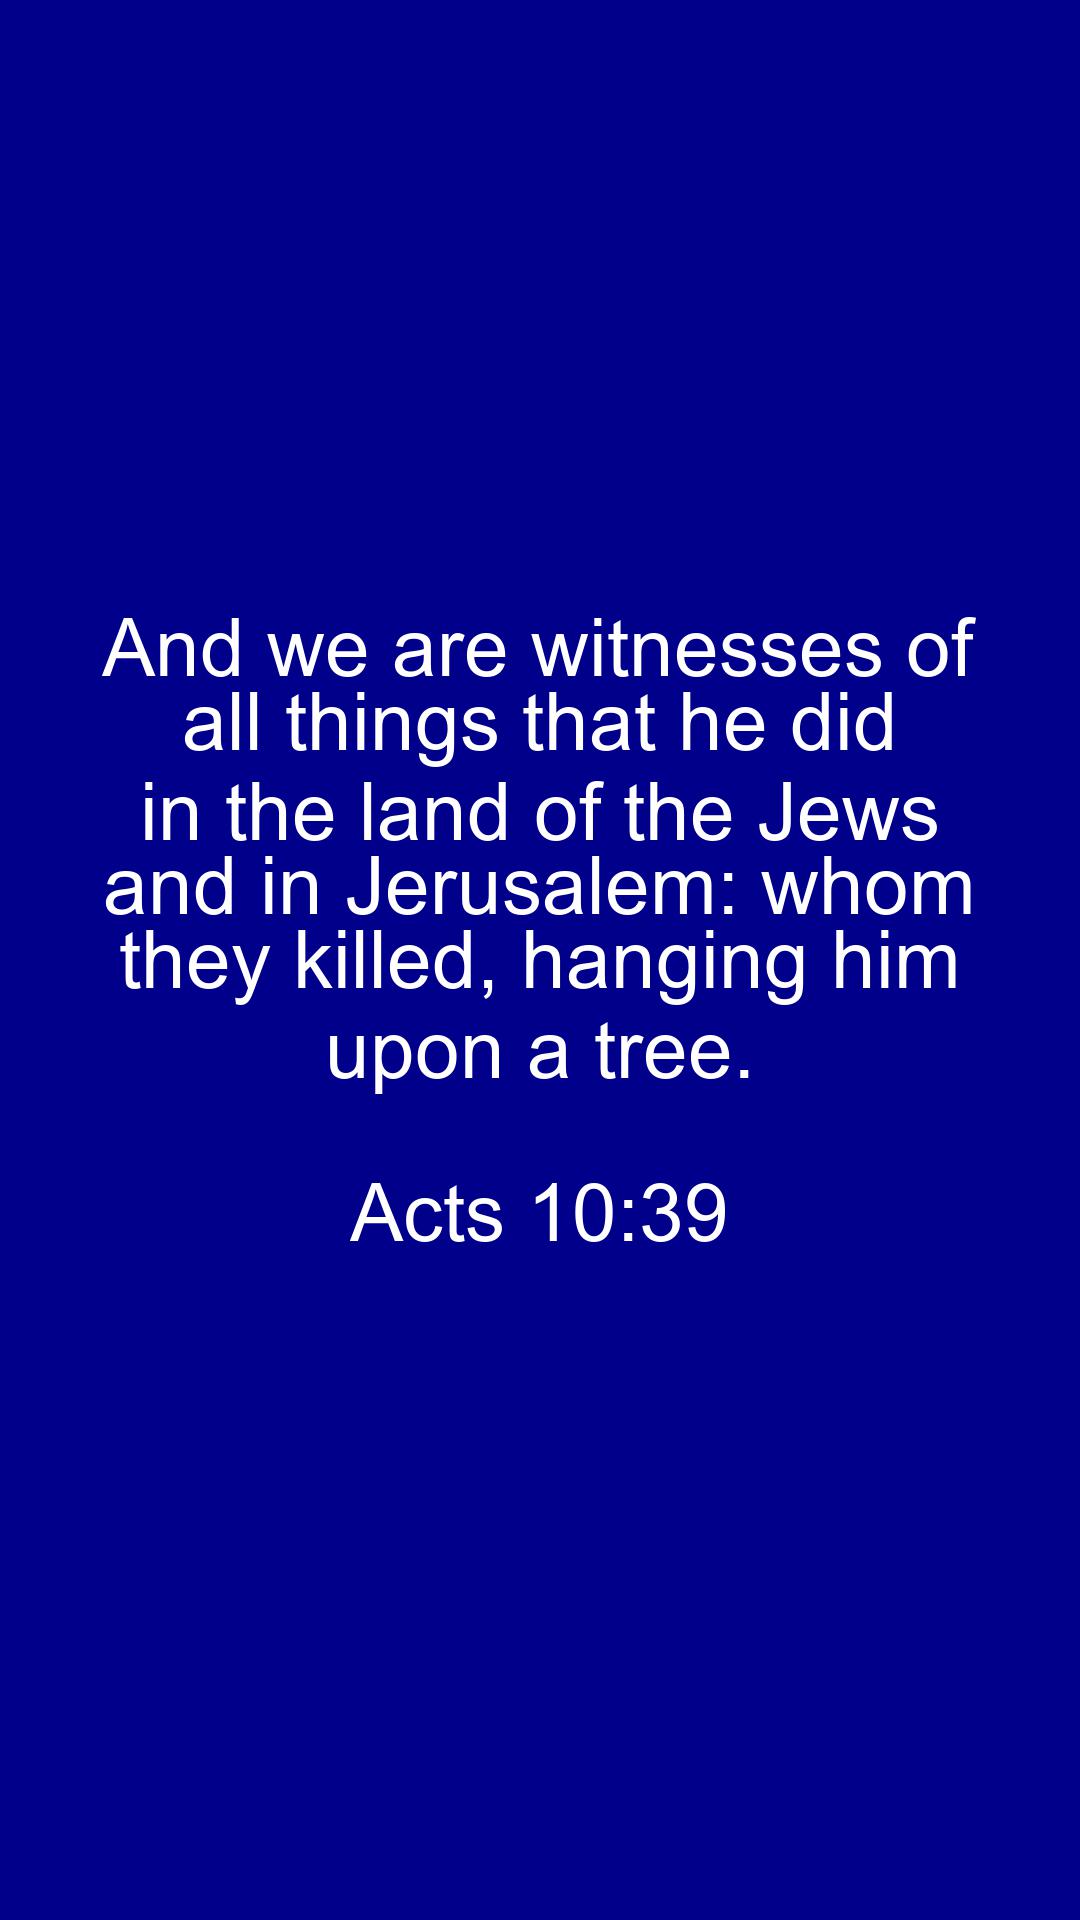 And we are witnesses of
all things that he did
in the land of the Jews
and in Jerusalem: whom
they killed, hanging him
upon a tree.
Acts 10:39